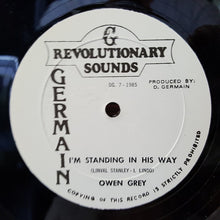 G
REVOLUTIONARY
SOUNDS
GERMAIN
DG. 7-1985
PRODUCED BY:
D. GERMAIN
I'M STANDING IN HIS WAY
(LINVAL STANLEY - I. LINDO)
OWEN GREY
COPYING OF THIS RECORD IS STRICTLY PROHIBITED